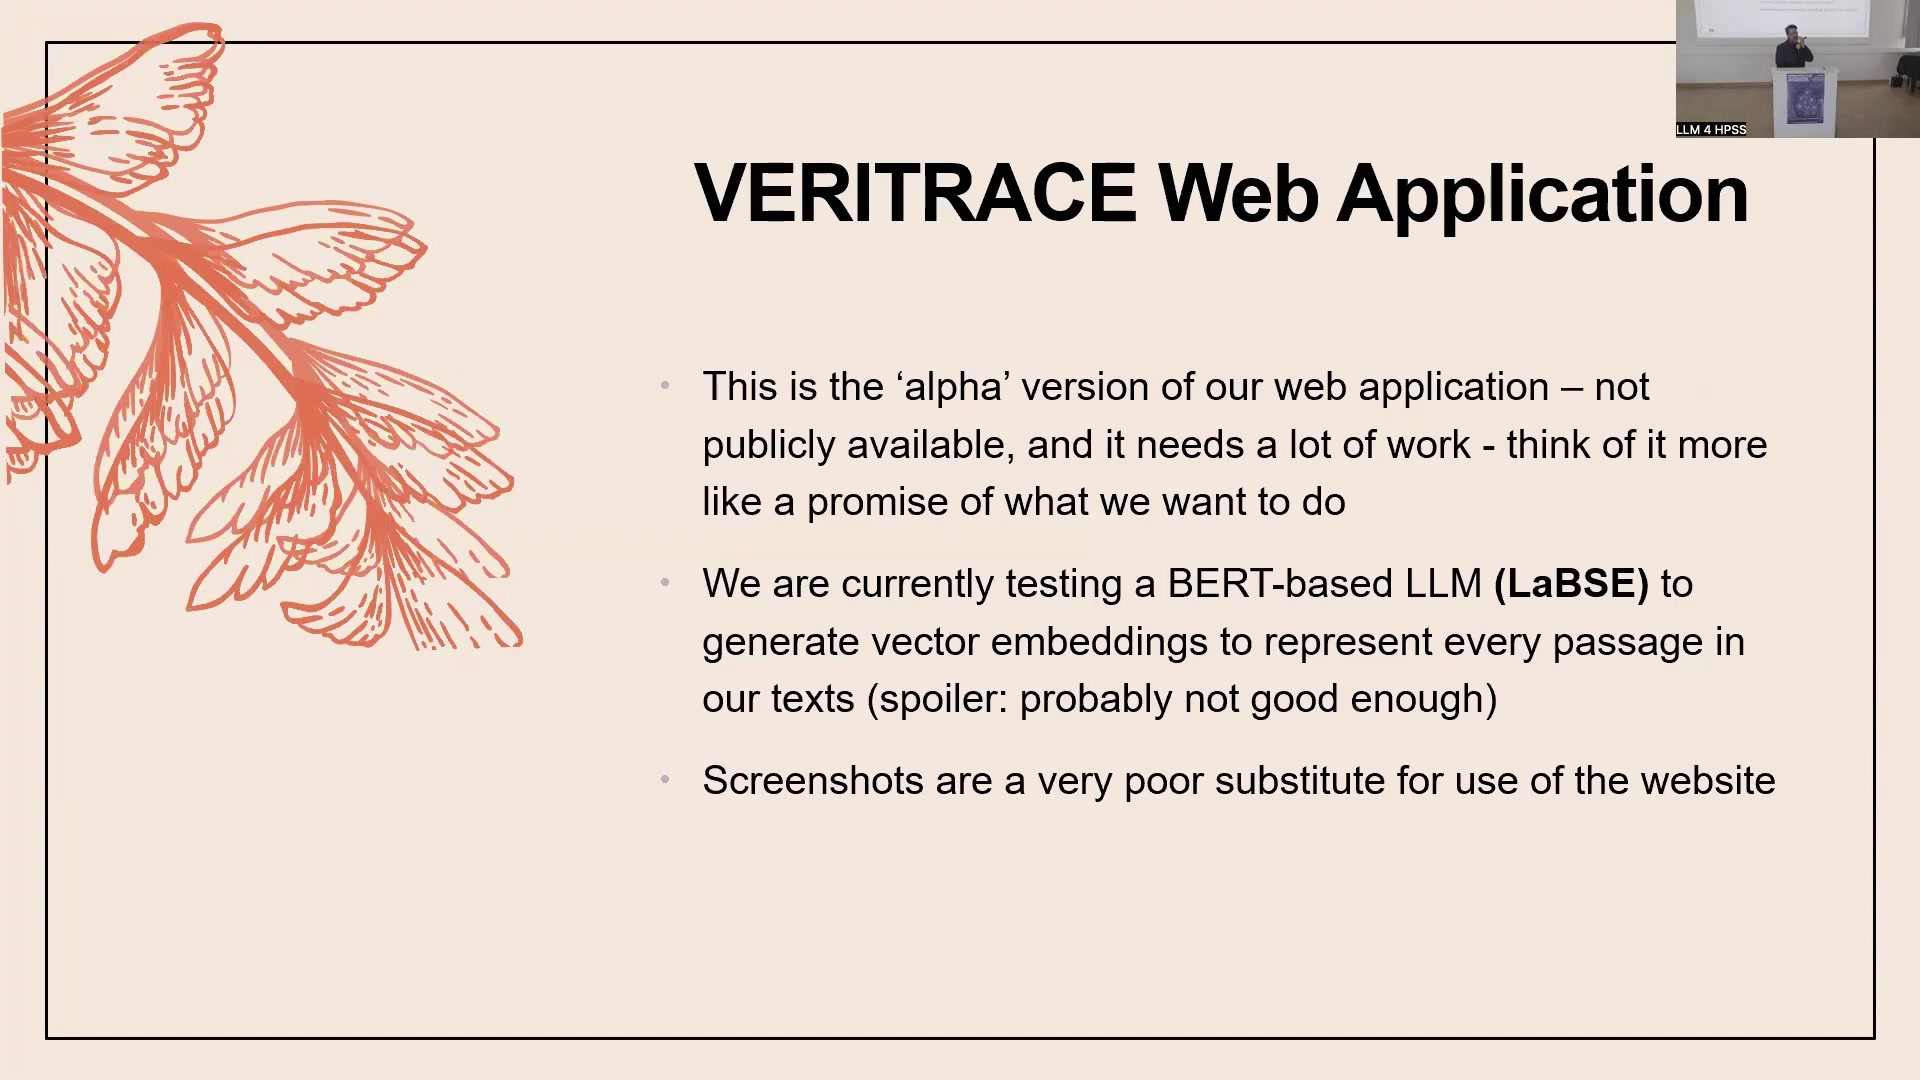 LLM 4 HPSS
VERITRACE Web Application
• This is the ‘alpha’ version of our web application – not
publicly available, and it needs a lot of work - think of it more
like a promise of what we want to do
• We are currently testing a BERT-based LLM (LaBSE) to
generate vector embeddings to represent every passage in
our texts (spoiler: probably not good enough)
• Screenshots are a very poor substitute for use of the website